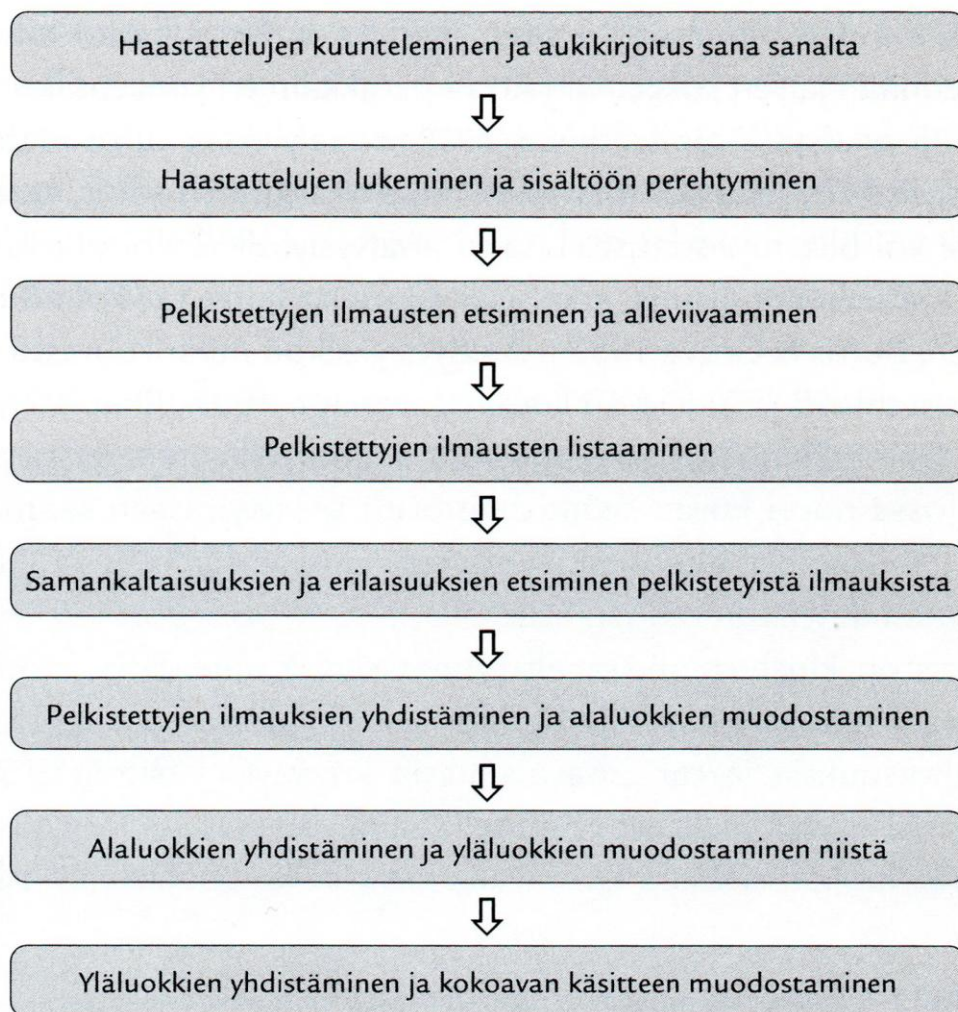 Haastattelujen kuunteleminen ja aukikirjoitus sana sanalta
Haastattelujen lukeminen ja sisältöön perehtyminen
Pelkistettyjen ilmausten etsiminen ja alleviivaaminen
Pelkistettyjen ilmausten listaaminen
Samankaltaisuuksien ja erilaisuuksien etsiminen pelkistetyistä ilmauksista
Pelkistettyjen ilmauksien yhdistäminen ja alaluokkien muodostaminen
Alaluokkien yhdistäminen ja yläluokkien muodostaminen niistä
Yläluokkien yhdistäminen ja kokoavan käsitteen muodostaminen